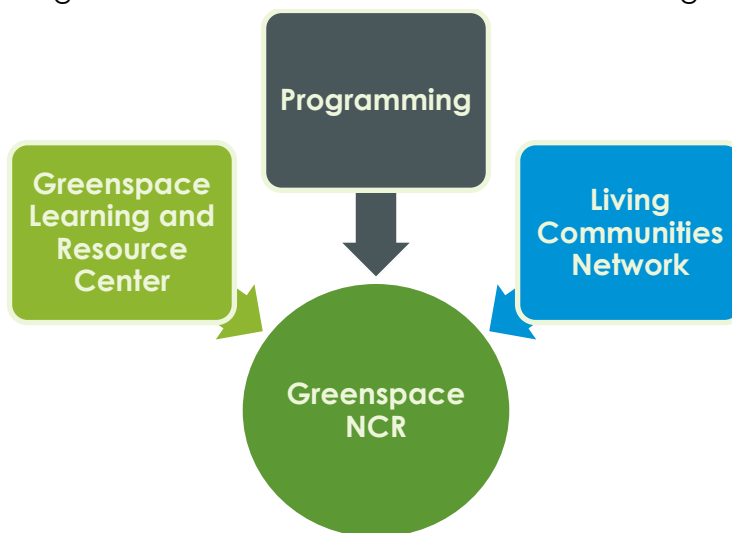 Programming
Greenspace
Learning and
Resource
Center
Living
Communities
Network
Greenspace
NCR